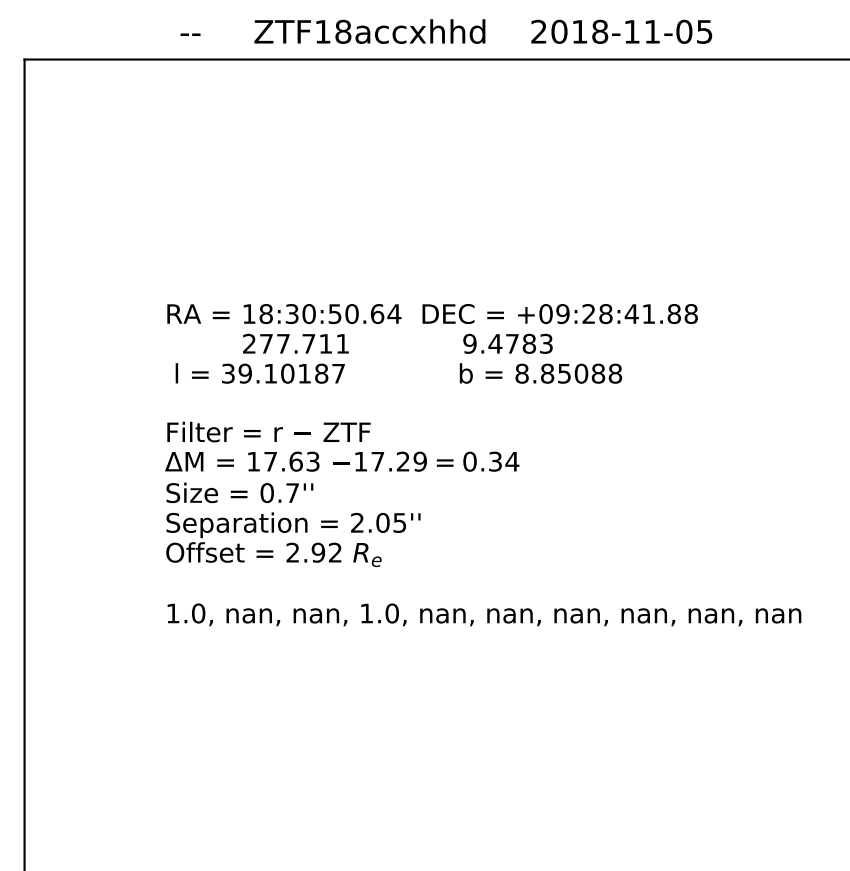 -- ZTF18accxhhd 2018-11-05
RA = 18:30:50.64 DEC = +09:28:41.88
277.711 9.4783
l = 39.10187 b = 8.85088
Filter = r − ZTF
ΔM = 17.63 −17.29 = 0.34
Size = 0.7''
Separation = 2.05''
Offset = 2.92 Re
1.0, nan, nan, 1.0, nan, nan, nan, nan, nan, nan